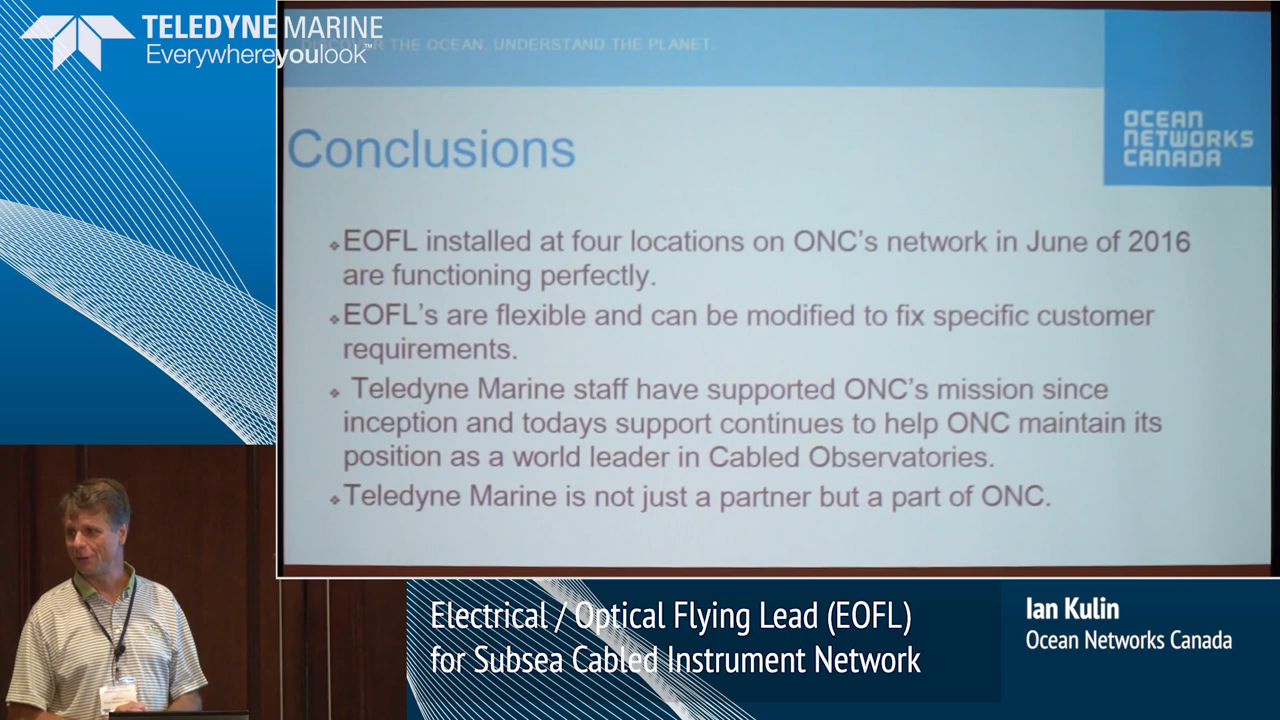 TELEDYNE MARINE
Everywhereyoulook™
THE OCEAN. UNDERSTAND THE PLANET.
OCEAN
NETWORKS
CANADA
Conclusions
EOFL installed at four locations on ONC's network in June of 2016
are functioning perfectly.
EOFL's are flexible and can be modified to fix specific customer
requirements.
Teledyne Marine staff have supported ONC's mission since
inception and todays support continues to help ONC maintain its
position as a world leader in Cabled Observatories.
Teledyne Marine is not just a partner but a part of ONC.
Electrical / Optical Flying Lead (EOFL)
for Subsea Cabled Instrument Network
Ian Kulin
Ocean Networks Canada